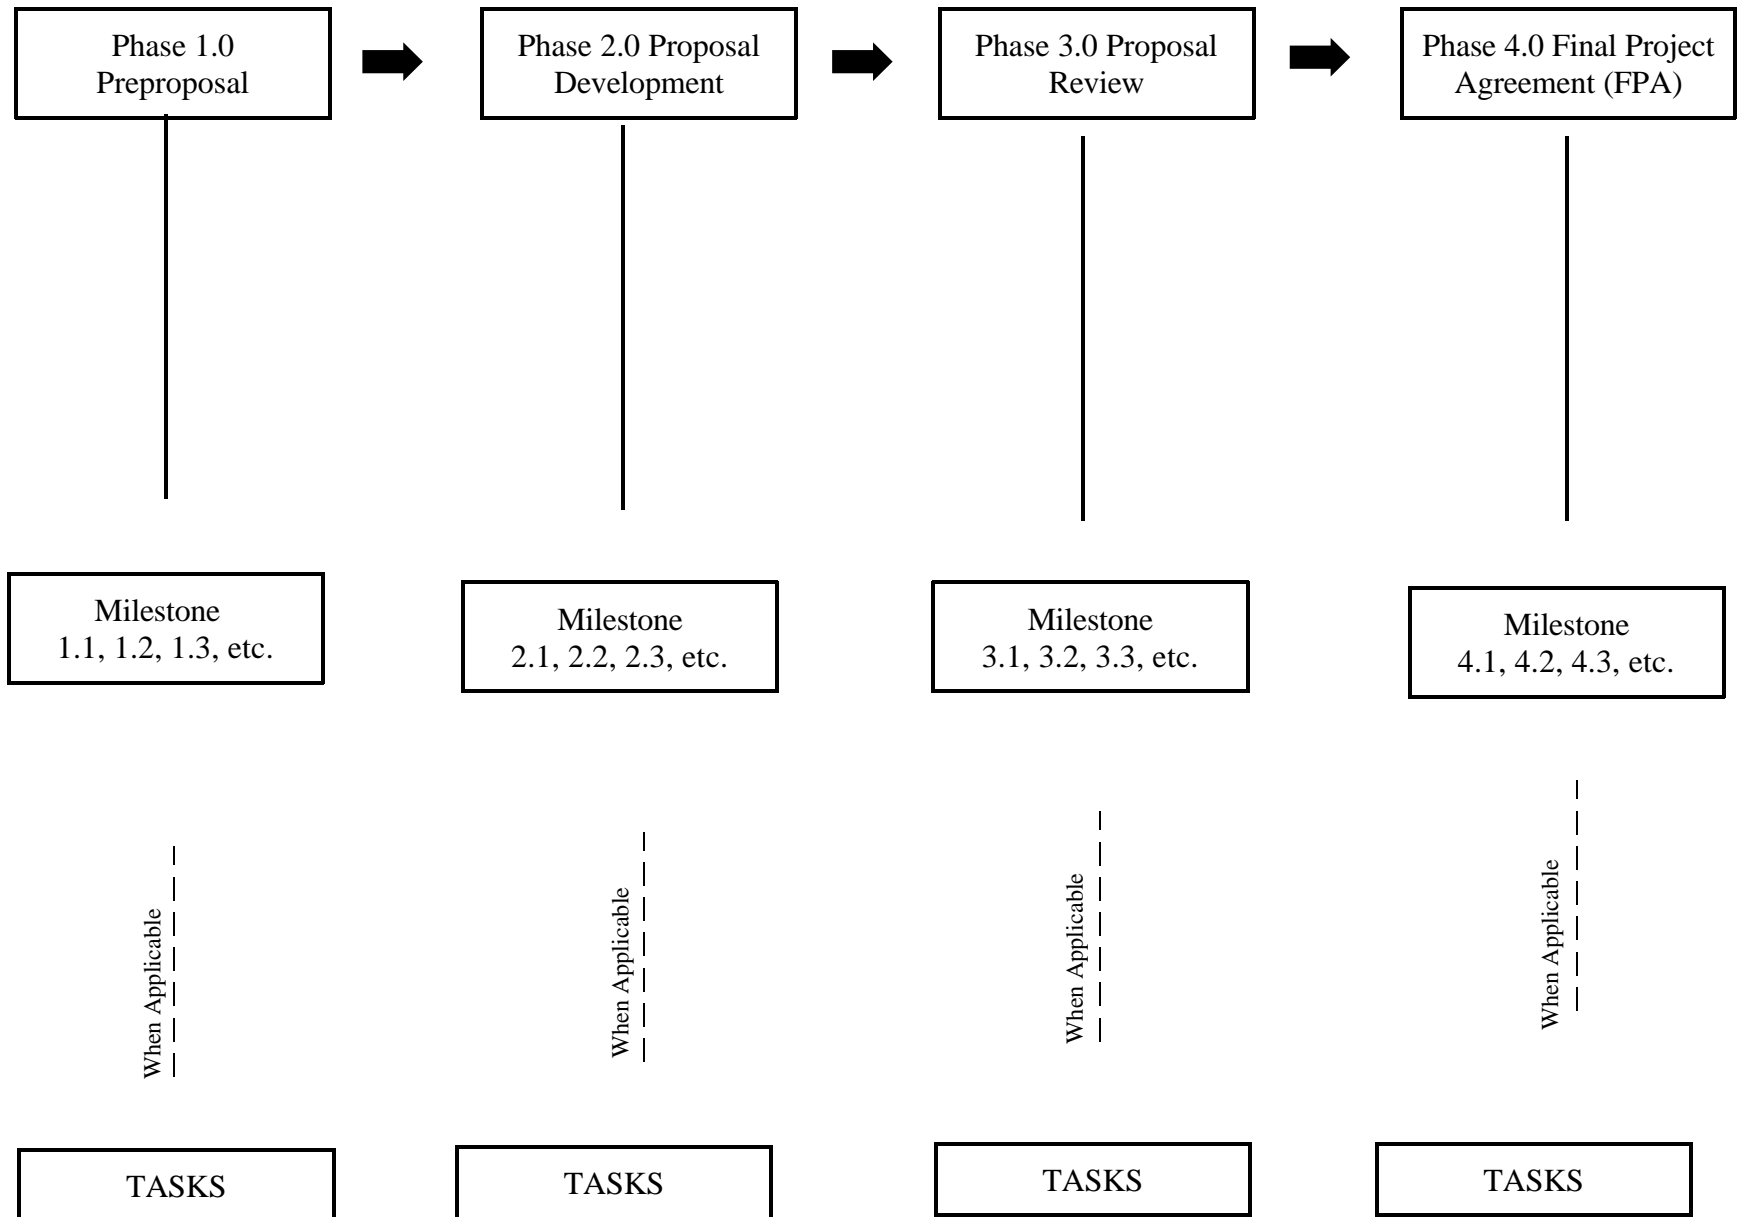 Phase 1.0
Preproposal
Phase 2.0 Proposal
Development
Phase 3.0 Proposal
Review
Phase 4.0 Final Project
Agreement (FPA)
Milestone
1.1, 1.2, 1.3, etc.
Milestone
2.1, 2.2, 2.3, etc.
Milestone
3.1, 3.2, 3.3, etc.
Milestone
4.1, 4.2, 4.3, etc.
When Applicable
When Applicable
When Applicable
When Applicable
TASKS
TASKS
TASKS
TASKS